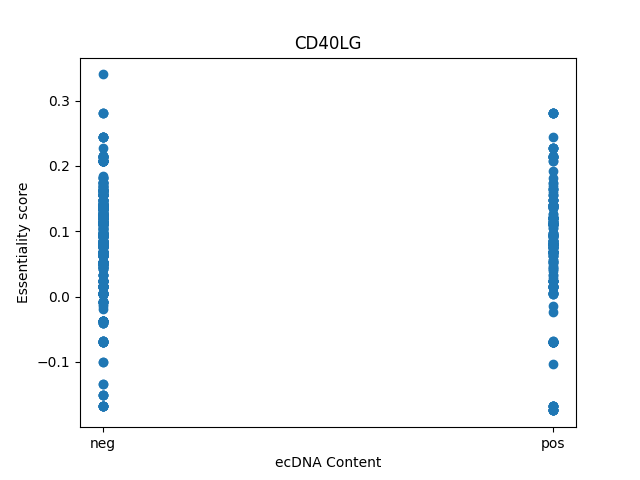 CD40LG
Essentiality score
0.3
0.2
0.1
0.0
−0.1
neg
pos
ecDNA Content